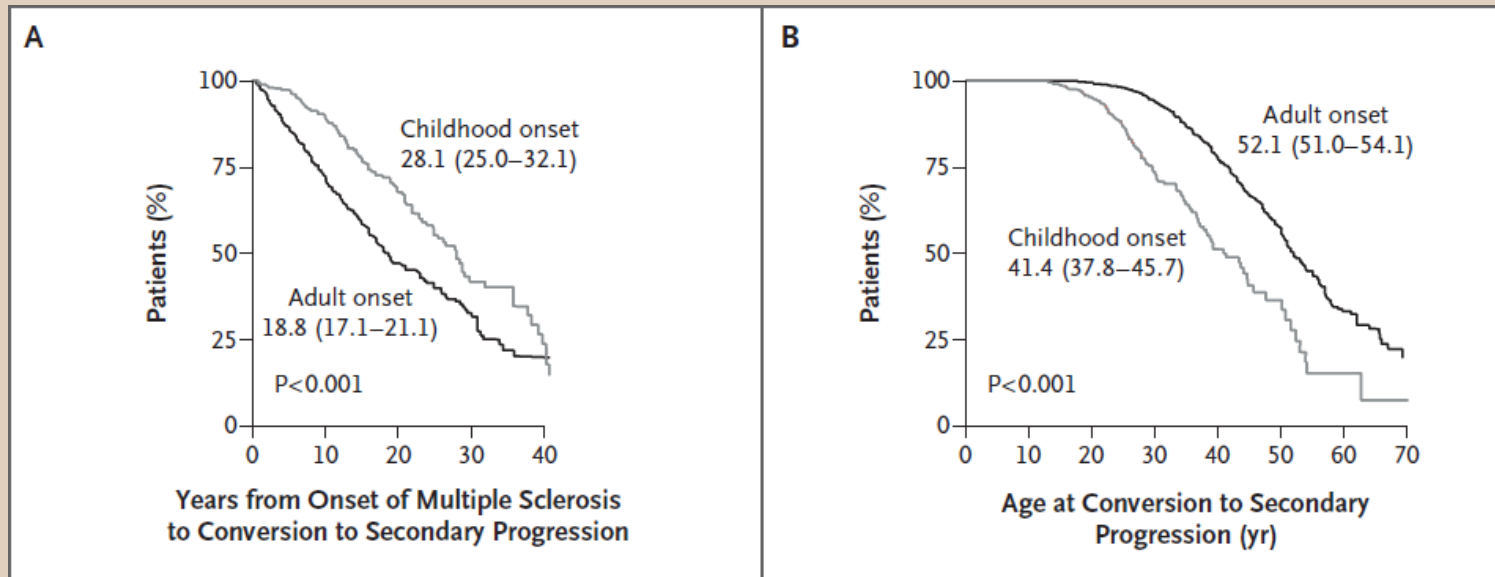 A
100
75
50
25
0
Patients (%)
Childhood onset
28.1 (25.0–32.1)
Adult onset
18.8 (17.1–21.1)
P<0.001
0 10 20 30 40
Years from Onset of Multiple Sclerosis
to Conversion to Secondary Progression
B
100
75
50
25
0
Patients (%)
Adult onset
52.1 (51.0–54.1)
Childhood onset
41.4 (37.8–45.7)
P<0.001
0 10 20 30 40 50 60 70
Age at Conversion to Secondary
Progression (yr)